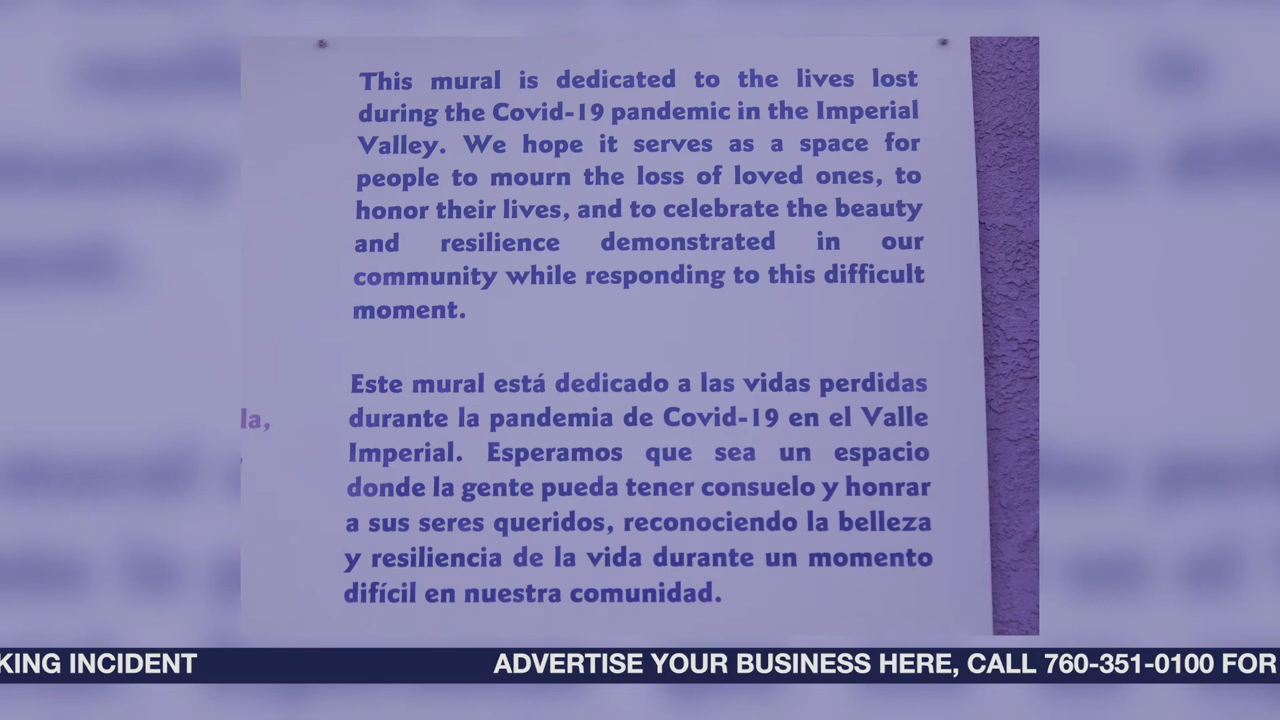 This mural is dedicated to the lives lost
during the Covid-19 pandemic in the Imperial
Valley. We hope it serves as a space for
people to mourn the loss of loved ones, to
honor their lives, and to celebrate the beauty
and resilience demonstrated in our
community while responding to this difficult
moment.
Este mural está dedicado a las vidas perdidas
durante la pandemia de Covid-19 en el Valle
Imperial. Esperamos que sea un espacio
donde la gente pueda tener consuelo y honrar
a sus seres queridos, reconociendo la belleza
y resiliencia de la vida durante un momento
difícil en nuestra comunidad.
la,
KING INCIDENT
ADVERTISE YOUR BUSINESS HERE, CALL 760-351-0100 FOR